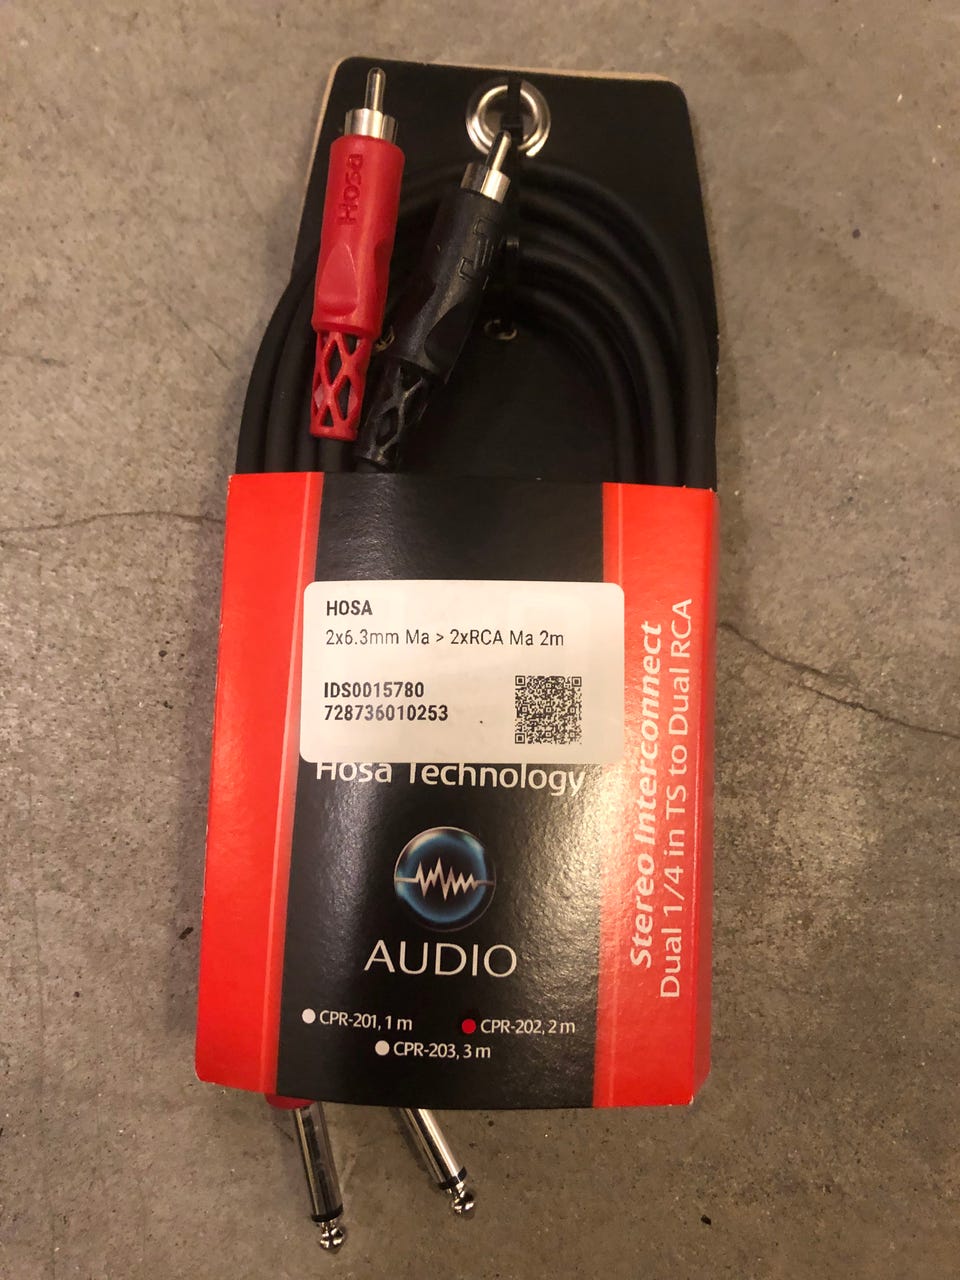 Hosa
HOSA
2x6.3mm Ma > 2xRCA Ma 2m
IDS0015780
728736010253
Hosa Technology
AUDIO
CPR-201, 1 m
CPR-202, 2 m
CPR-203, 3 m
Stereo Interconnect
Dual 1/4 in TS to Dual RCA